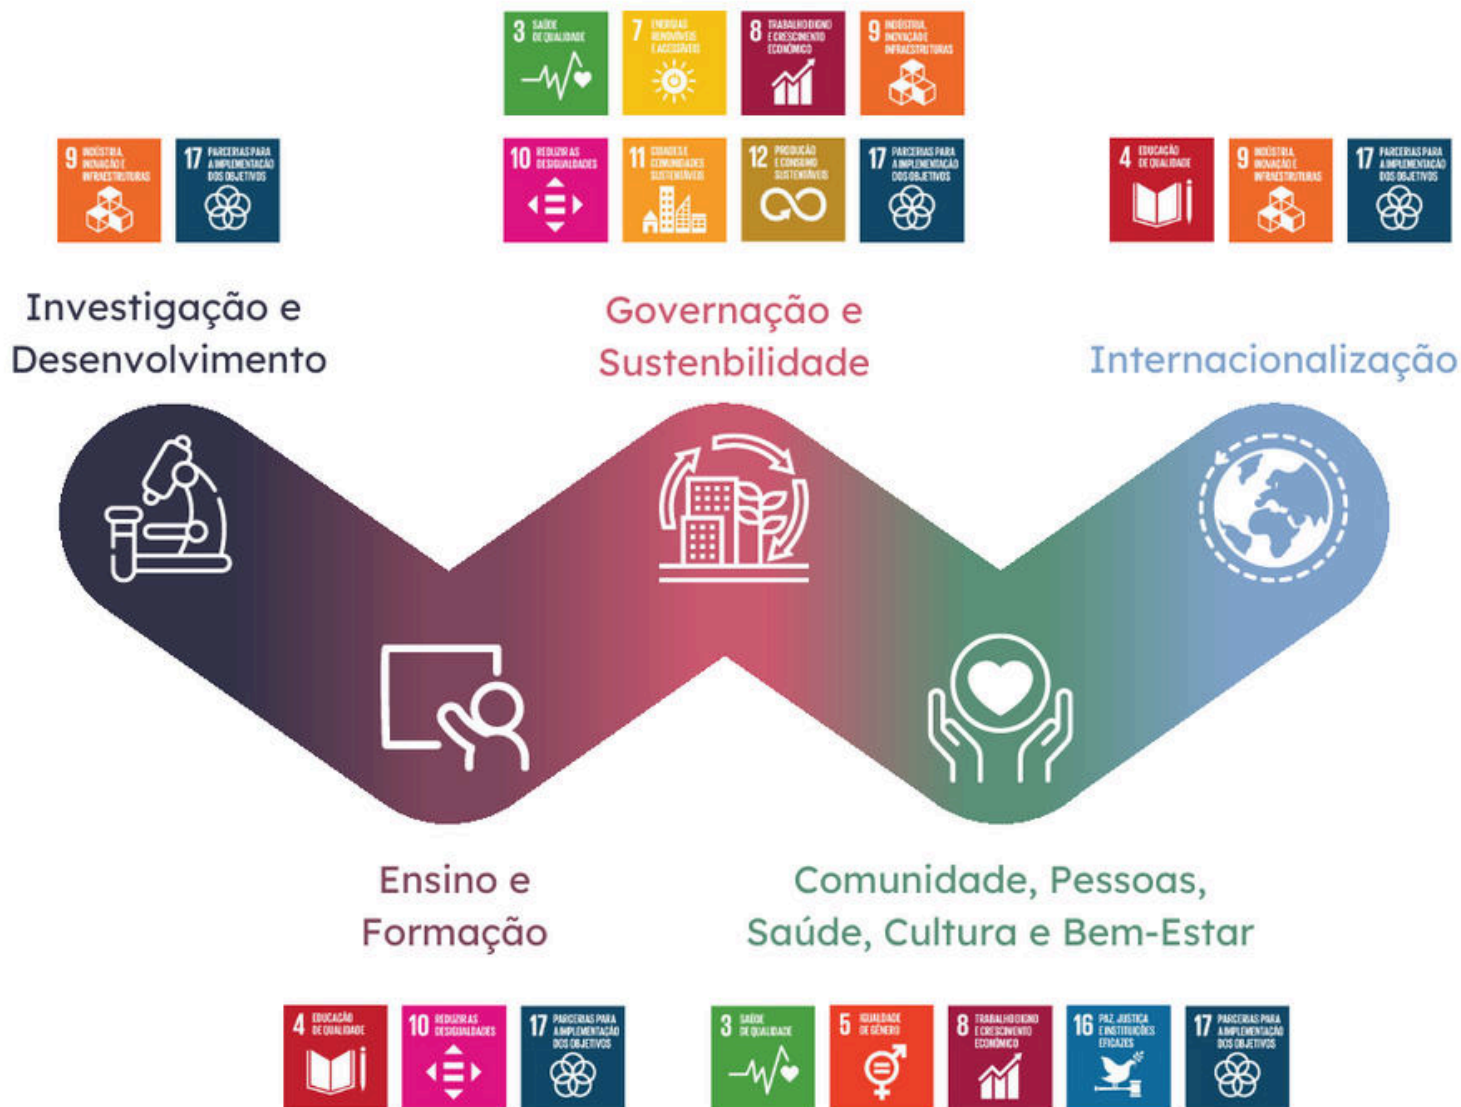 3 SAÚDE
DE QUALIDADE
7 ENERGIAS
RENOVÁVEIS
E ACESSÍVEIS
8 TRABALHO DIGNO
E CRESCIMENTO
ECONÓMICO
9 INDÚSTRIA,
INOVAÇÃO E
INFRAESTRUTURAS
9 INDÚSTRIA,
INOVAÇÃO E
INFRAESTRUTURAS
17 PARCERIAS PARA
A IMPLEMENTAÇÃO
DOS OBJETIVOS
10 REDUZIR AS
DESIGUALDADES
11 CIDADES E
COMUNIDADES
SUSTENTÁVEIS
12 PRODUÇÃO
E CONSUMO
SUSTENTÁVEIS
17 PARCERIAS PARA
A IMPLEMENTAÇÃO
DOS OBJETIVOS
4 EDUCAÇÃO
DE QUALIDADE
9 INDÚSTRIA,
INOVAÇÃO E
INFRAESTRUTURAS
17 PARCERIAS PARA
A IMPLEMENTAÇÃO
DOS OBJETIVOS
Investigação e
Desenvolvimento
Governação e
Sustenbilidade
Internacionalização
Ensino e
Formação
Comunidade, Pessoas,
Saúde, Cultura e Bem-Estar
4 EDUCAÇÃO
DE QUALIDADE
10 REDUZIR AS
DESIGUALDADES
17 PARCERIAS PARA
A IMPLEMENTAÇÃO
DOS OBJETIVOS
3 SAÚDE
DE QUALIDADE
5 IGUALDADE
DE GÉNERO
8 TRABALHO DIGNO
E CRESCIMENTO
ECONÓMICO
16 PAZ, JUSTIÇA
E INSTITUIÇÕES
EFICAZES
17 PARCERIAS PARA
A IMPLEMENTAÇÃO
DOS OBJETIVOS